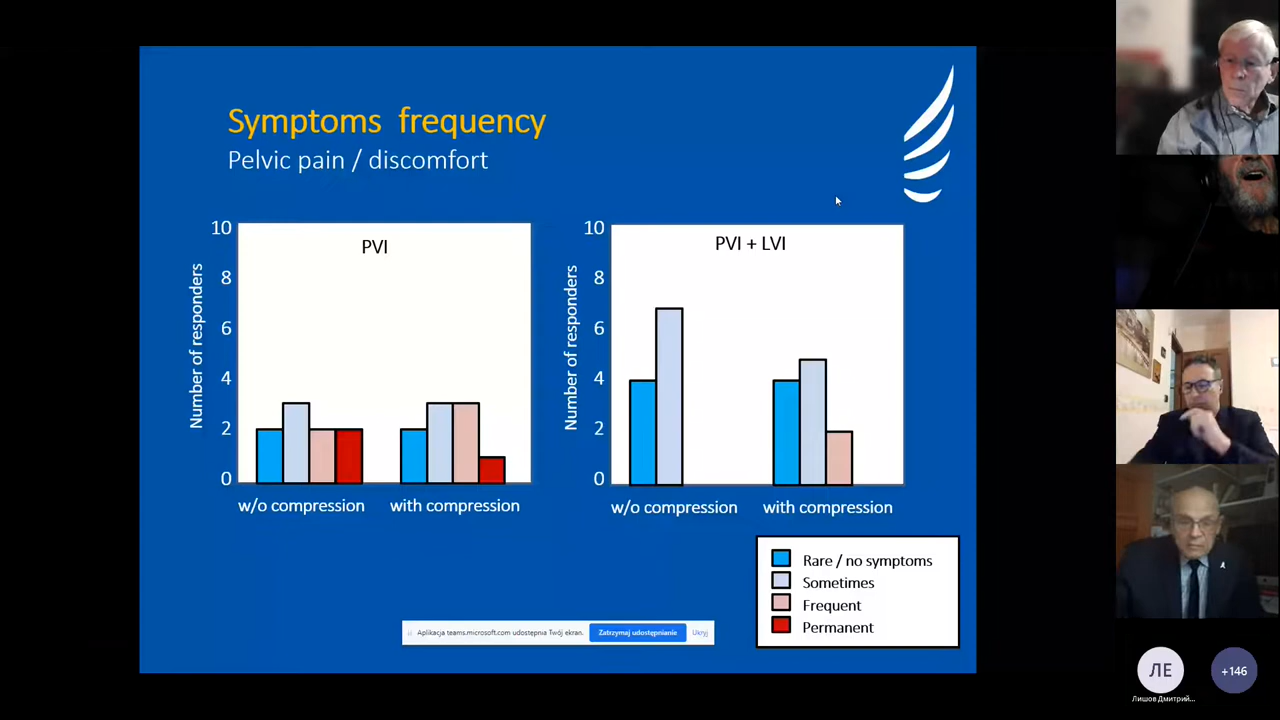 Symptoms frequency
Pelvic pain / discomfort
PVI
10
8
6
4
2
0
Number of responders
w/o compression
with compression
PVI + LVI
10
8
6
4
2
0
Number of responders
w/o compression
with compression
Rare / no symptoms
Sometimes
Frequent
Permanent
Aplikacja teams.microsoft.com udostępnia Twój ekran.
Zatrzymaj udostępnianie
Ukryj
ЛЕ
+146
Лишов Дмитрий...